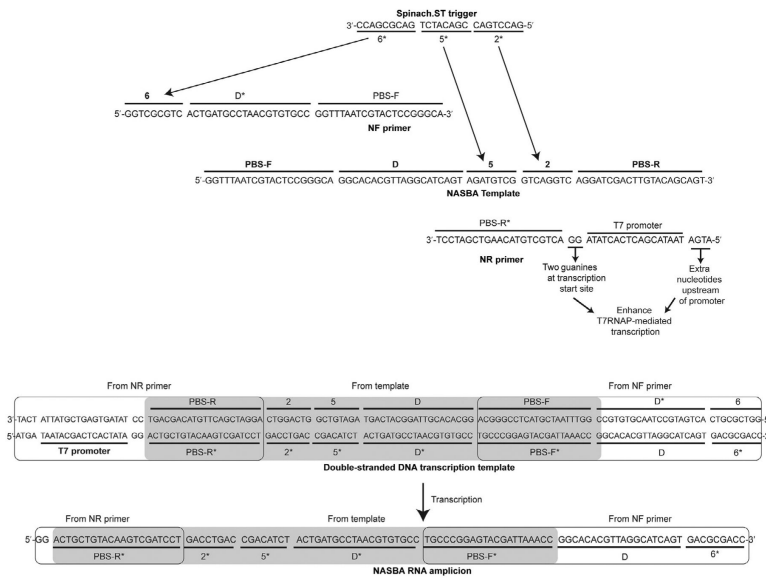 Spinach.ST trigger
3′-CCAGCGCAG TCTACAGC CAGTCCAG-5′
6* 5* 2*
6 D* PBS-F
5′-GGTCGCGTC ACTGATGCCTAACGTGTGCC GGTTTAATCGTACTCCGGGCA-3′
NF primer
PBS-F D 5 2 PBS-R
5′-GGTTTAATCGTACTCCGGGCA GGCACACGTTAGGCATCAGT AGATGTCG GTCAGGTC AGGATCGACTTGTACAGCAGT-3′
NASBA Template
PBS-R* T7 promoter
3′-TCCTAGCTGAACATGTCGTCA GG ATATCACTCAGCATAAT AGTA-5′
NR primer
Two guanines
at transcription
start site
Extra
nucleotides
upstream
of promoter
Enhance
T7RNAP-mediated
transcription
From NR primer From template From NF primer
PBS-R 2 5 D PBS-F D* 6
3′-TACT ATTATGCTGAGTGATAT CC TGACGACATGTTCAGCTAGGA CTGGACTG GCTGTAGA TGACTACGGATTGCACACGG ACGGGCCTCATGCTAATTTGG CCGTGTGCAATCCGTAGTCA CTGCGCTGG-5′
5′-ATGA TAATACGACTCACTATA GG ACTGCTGTACAAGTCGATCCT GACCTGAC CGACATCT ACTGATGCCTAACGTGTGCC TGCCCGGAGTACGATTAAACC GGCACACGTTAGGCATCAGT GACGCGACC-3′
T7 promoter PBS-R* 2* 5* D* PBS-F* D 6*
Double-stranded DNA transcription template
Transcription
From NR primer From template From NF primer
5′-GG ACTGCTGTACAAGTCGATCCT GACCTGAC CGACATCT ACTGATGCCTAACGTGTGCC TGCCCGGAGTACGATTAAACC GGCACACGTTAGGCATCAGT GACGCGACC-3′
PBS-R* 2* 5* D* PBS-F* D 6*
NASBA RNA amplicion